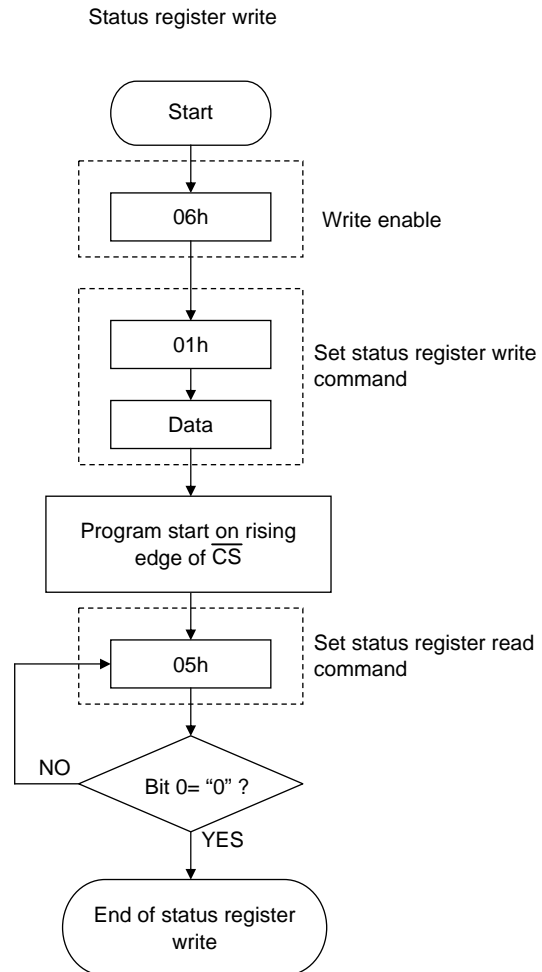 Status register write
Start
06h
Write enable
01h
Set status register write
command
Data
Program start on rising
edge of C̅S̅
05h
Set status register read
command
NO
Bit 0= “0” ?
YES
End of status register
write